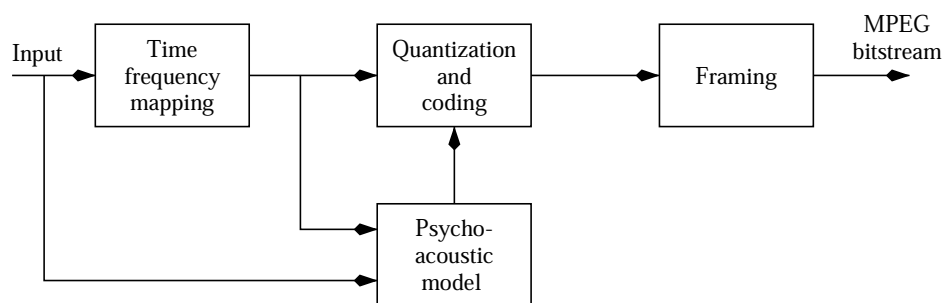 Input
Time
frequency
mapping
Quantization
and
coding
Framing
MPEG
bitstream
Psycho-
acoustic
model